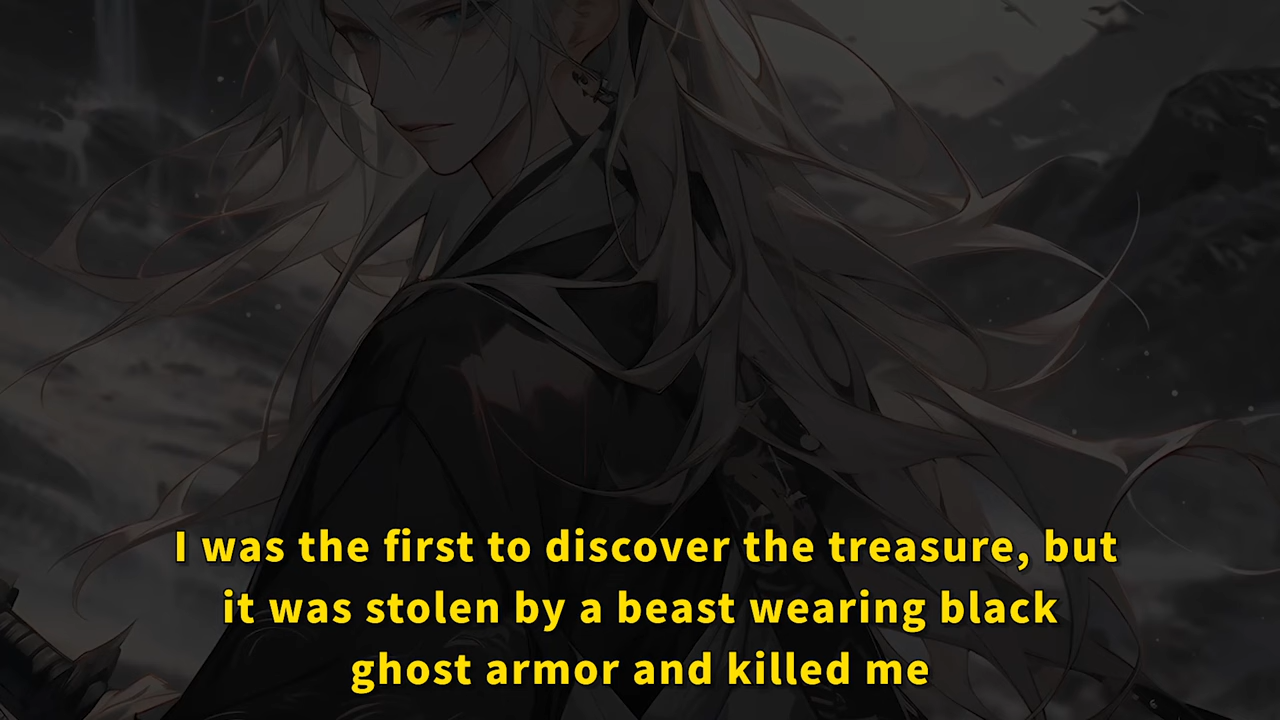 I was the first to discover the treasure, but
it was stolen by a beast wearing black
ghost armor and killed me